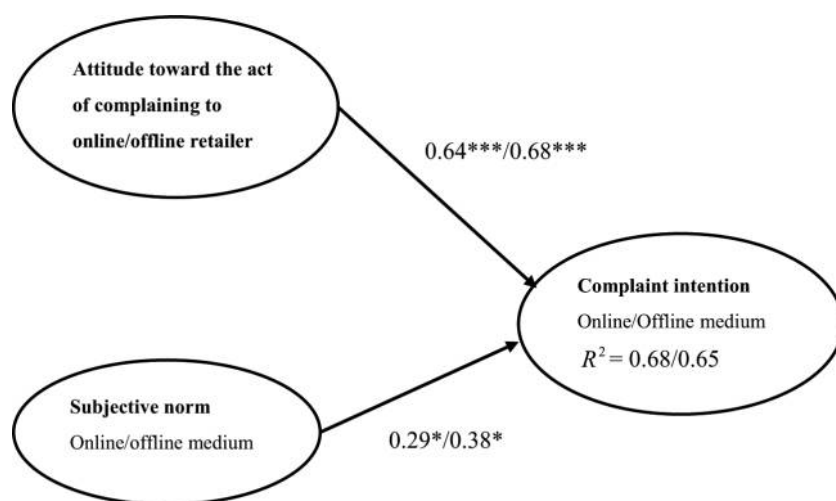 Attitude toward the act
of complaining to
online/offline retailer
0.64***/0.68***
Complaint intention
Online/Offline medium
R² = 0.68/0.65
Subjective norm
Online/offline medium
0.29*/0.38*